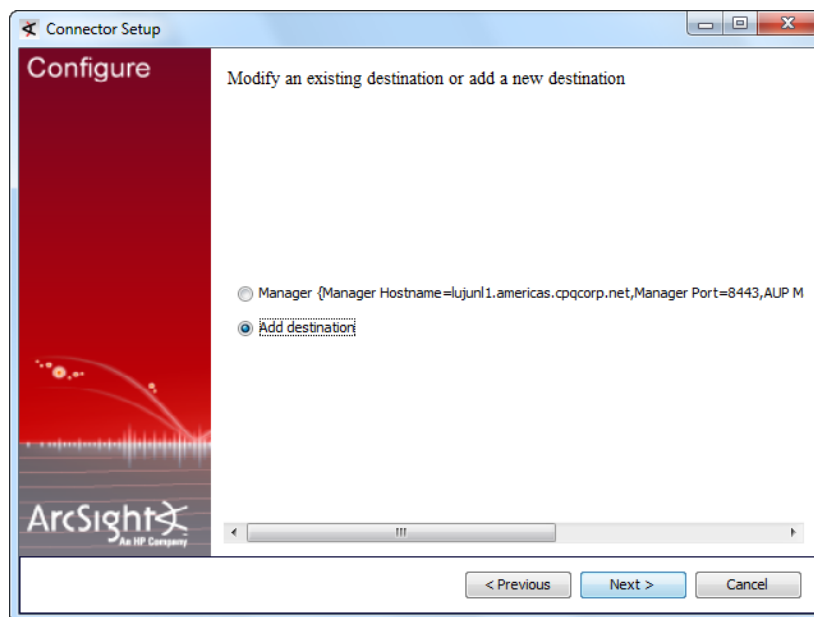 Connector Setup
Configure
Modify an existing destination or add a new destination
Manager {Manager Hostname=lujunl1.americas.cpqcorp.net,Manager Port=8443,AUP M
Add destination
ArcSight
An HP Company
< Previous
Next >
Cancel